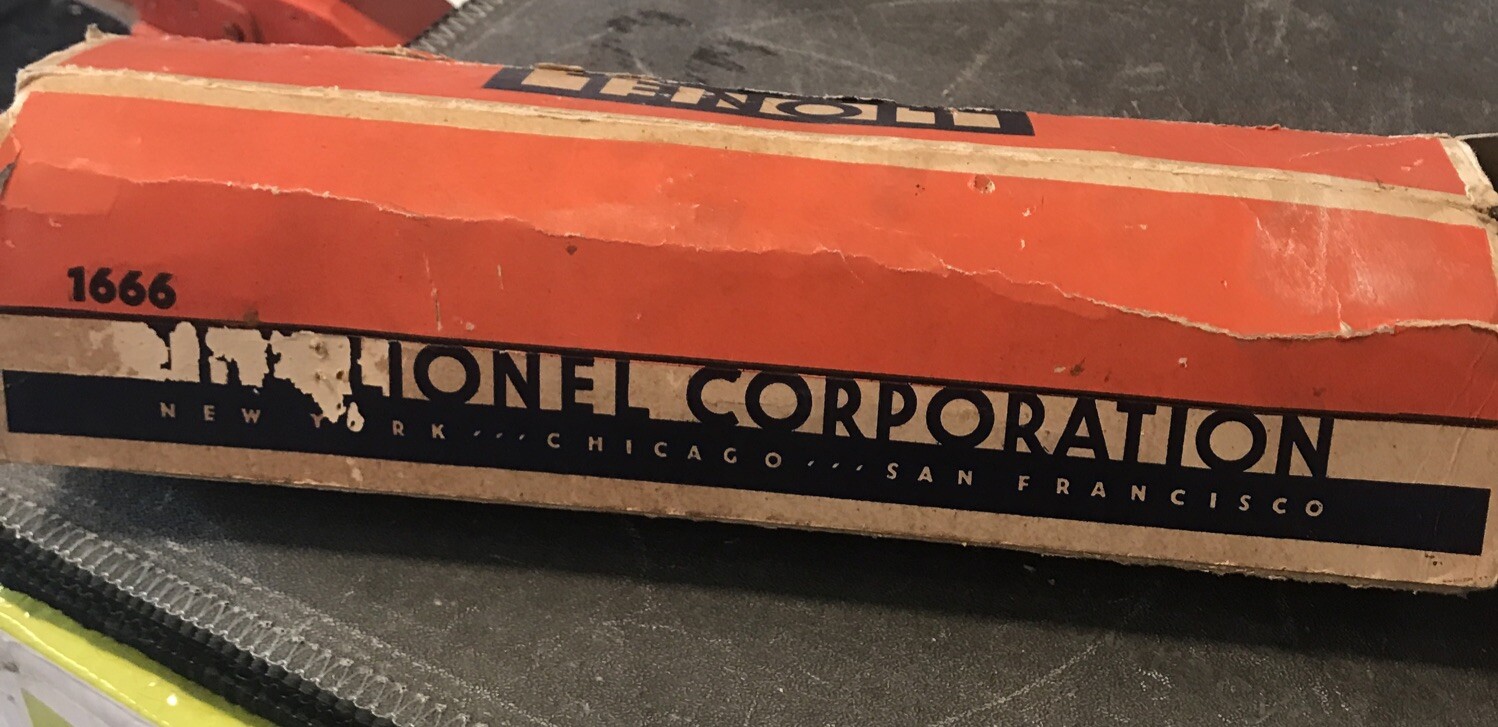 LIONEL
1666
LIONEL CORPORATION
NEW YORK ··· CHICAGO ··· SAN FRANCISCO